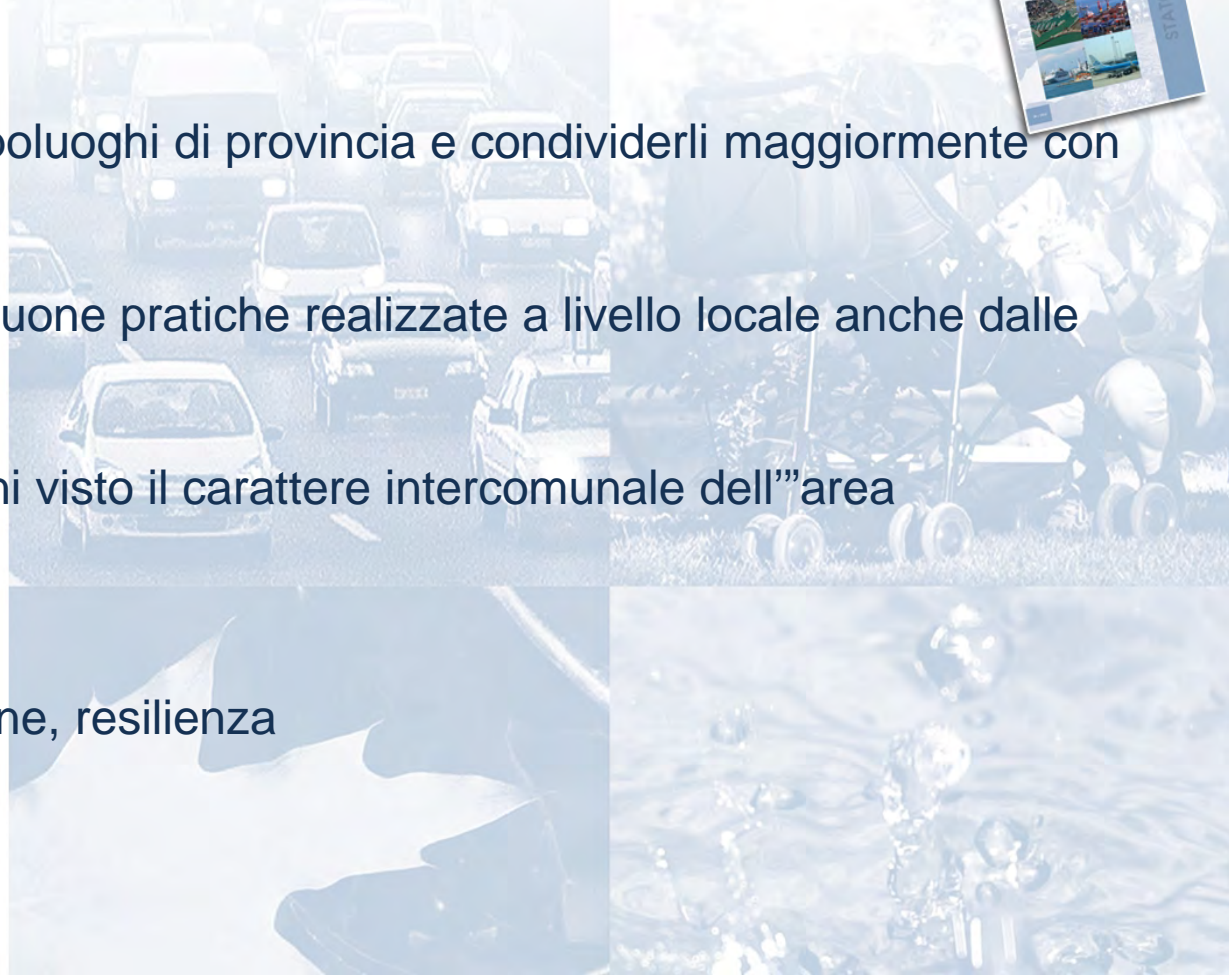 poluoghi di provincia e condividerli maggiormente con
uone pratiche realizzate a livello locale anche dalle
ni visto il carattere intercomunale dell'”area
ne, resilienza